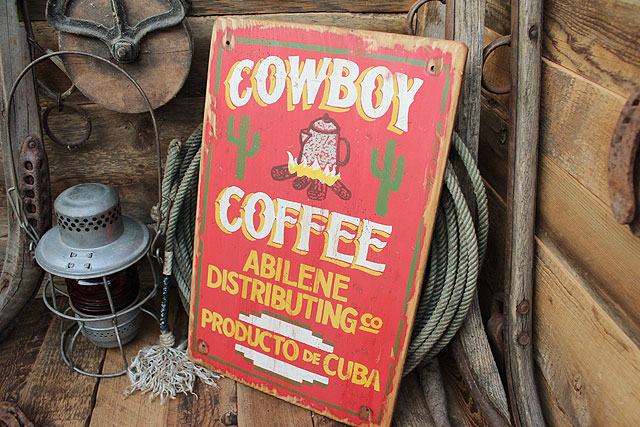 COWBOY
COFFEE
ABILENE
DISTRIBUTING CO
PRODUCTO DE CUBA